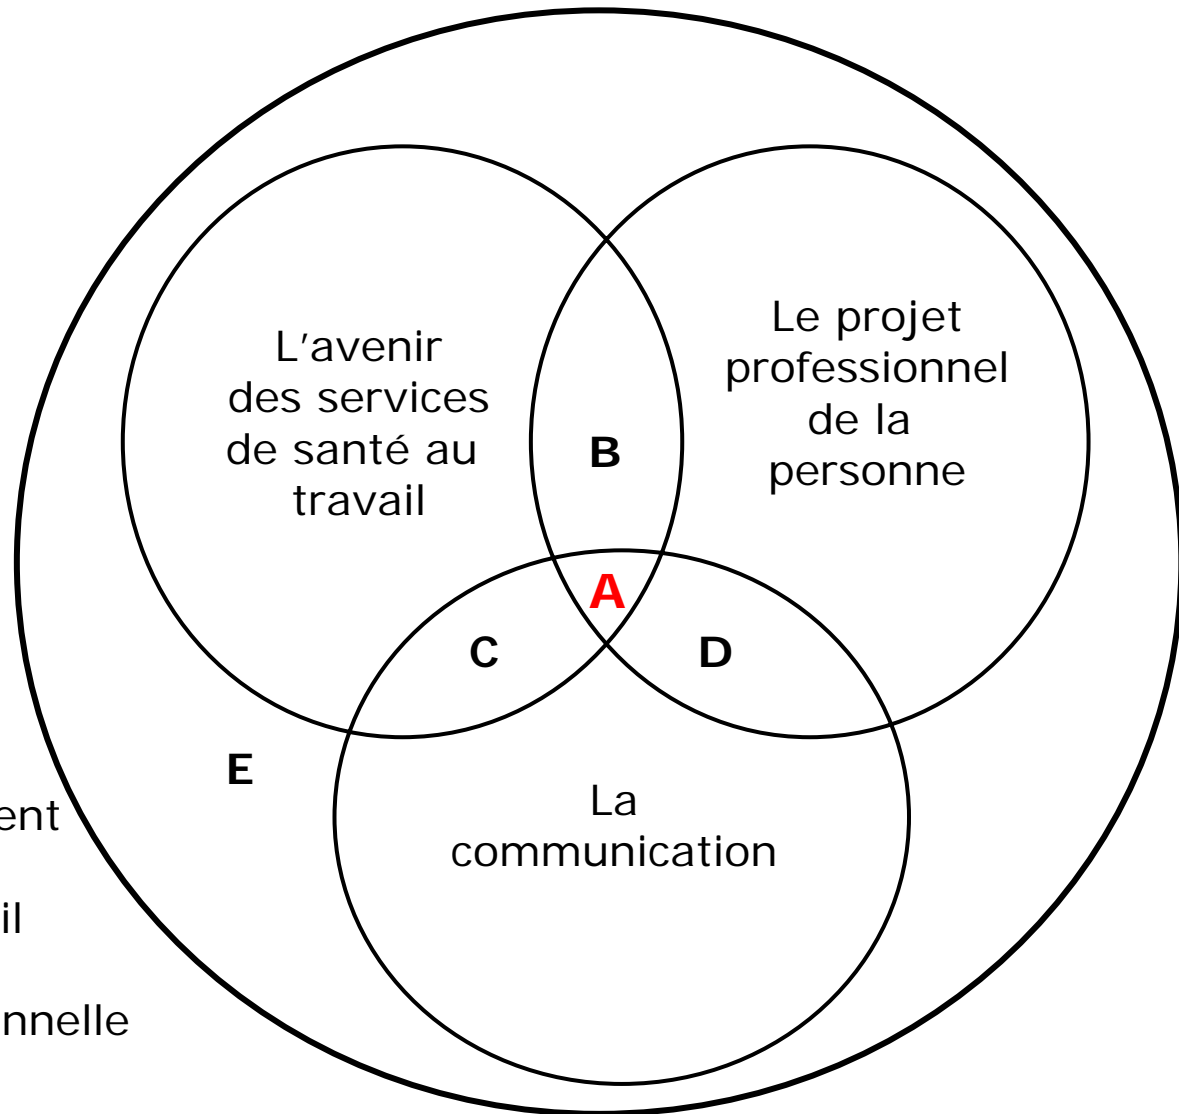 L'avenir
des services
de santé au
travail
Le projet
professionnel
de la
personne
B
A
C
D
E
La
communication
ent
il
nnelle